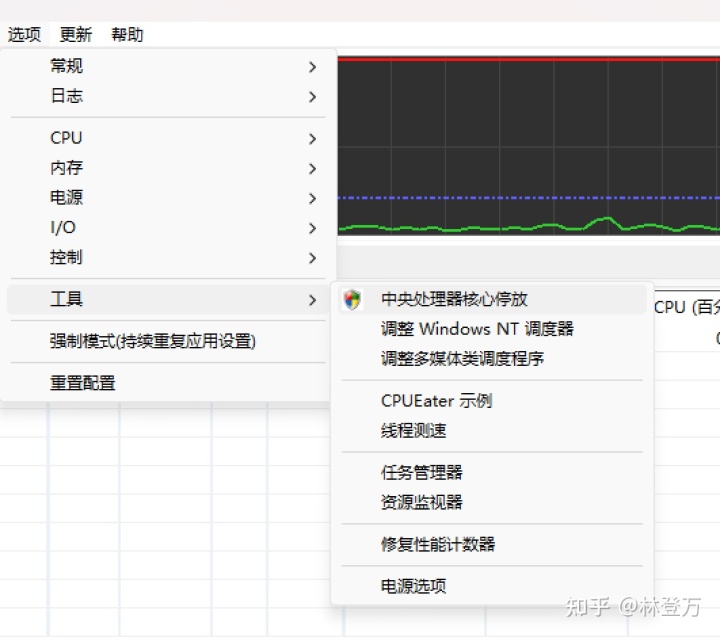 选项 更新 帮助
常规
日志
CPU
内存
电源
I/O
控制
工具
强制模式(持续重复应用设置)
重置配置
中央处理器核心停放
调整 Windows NT 调度器
调整多媒体类调度程序
CPUEater 示例
线程测速
任务管理器
资源监视器
修复性能计数器
电源选项
CPU (百分
知乎 @林登万